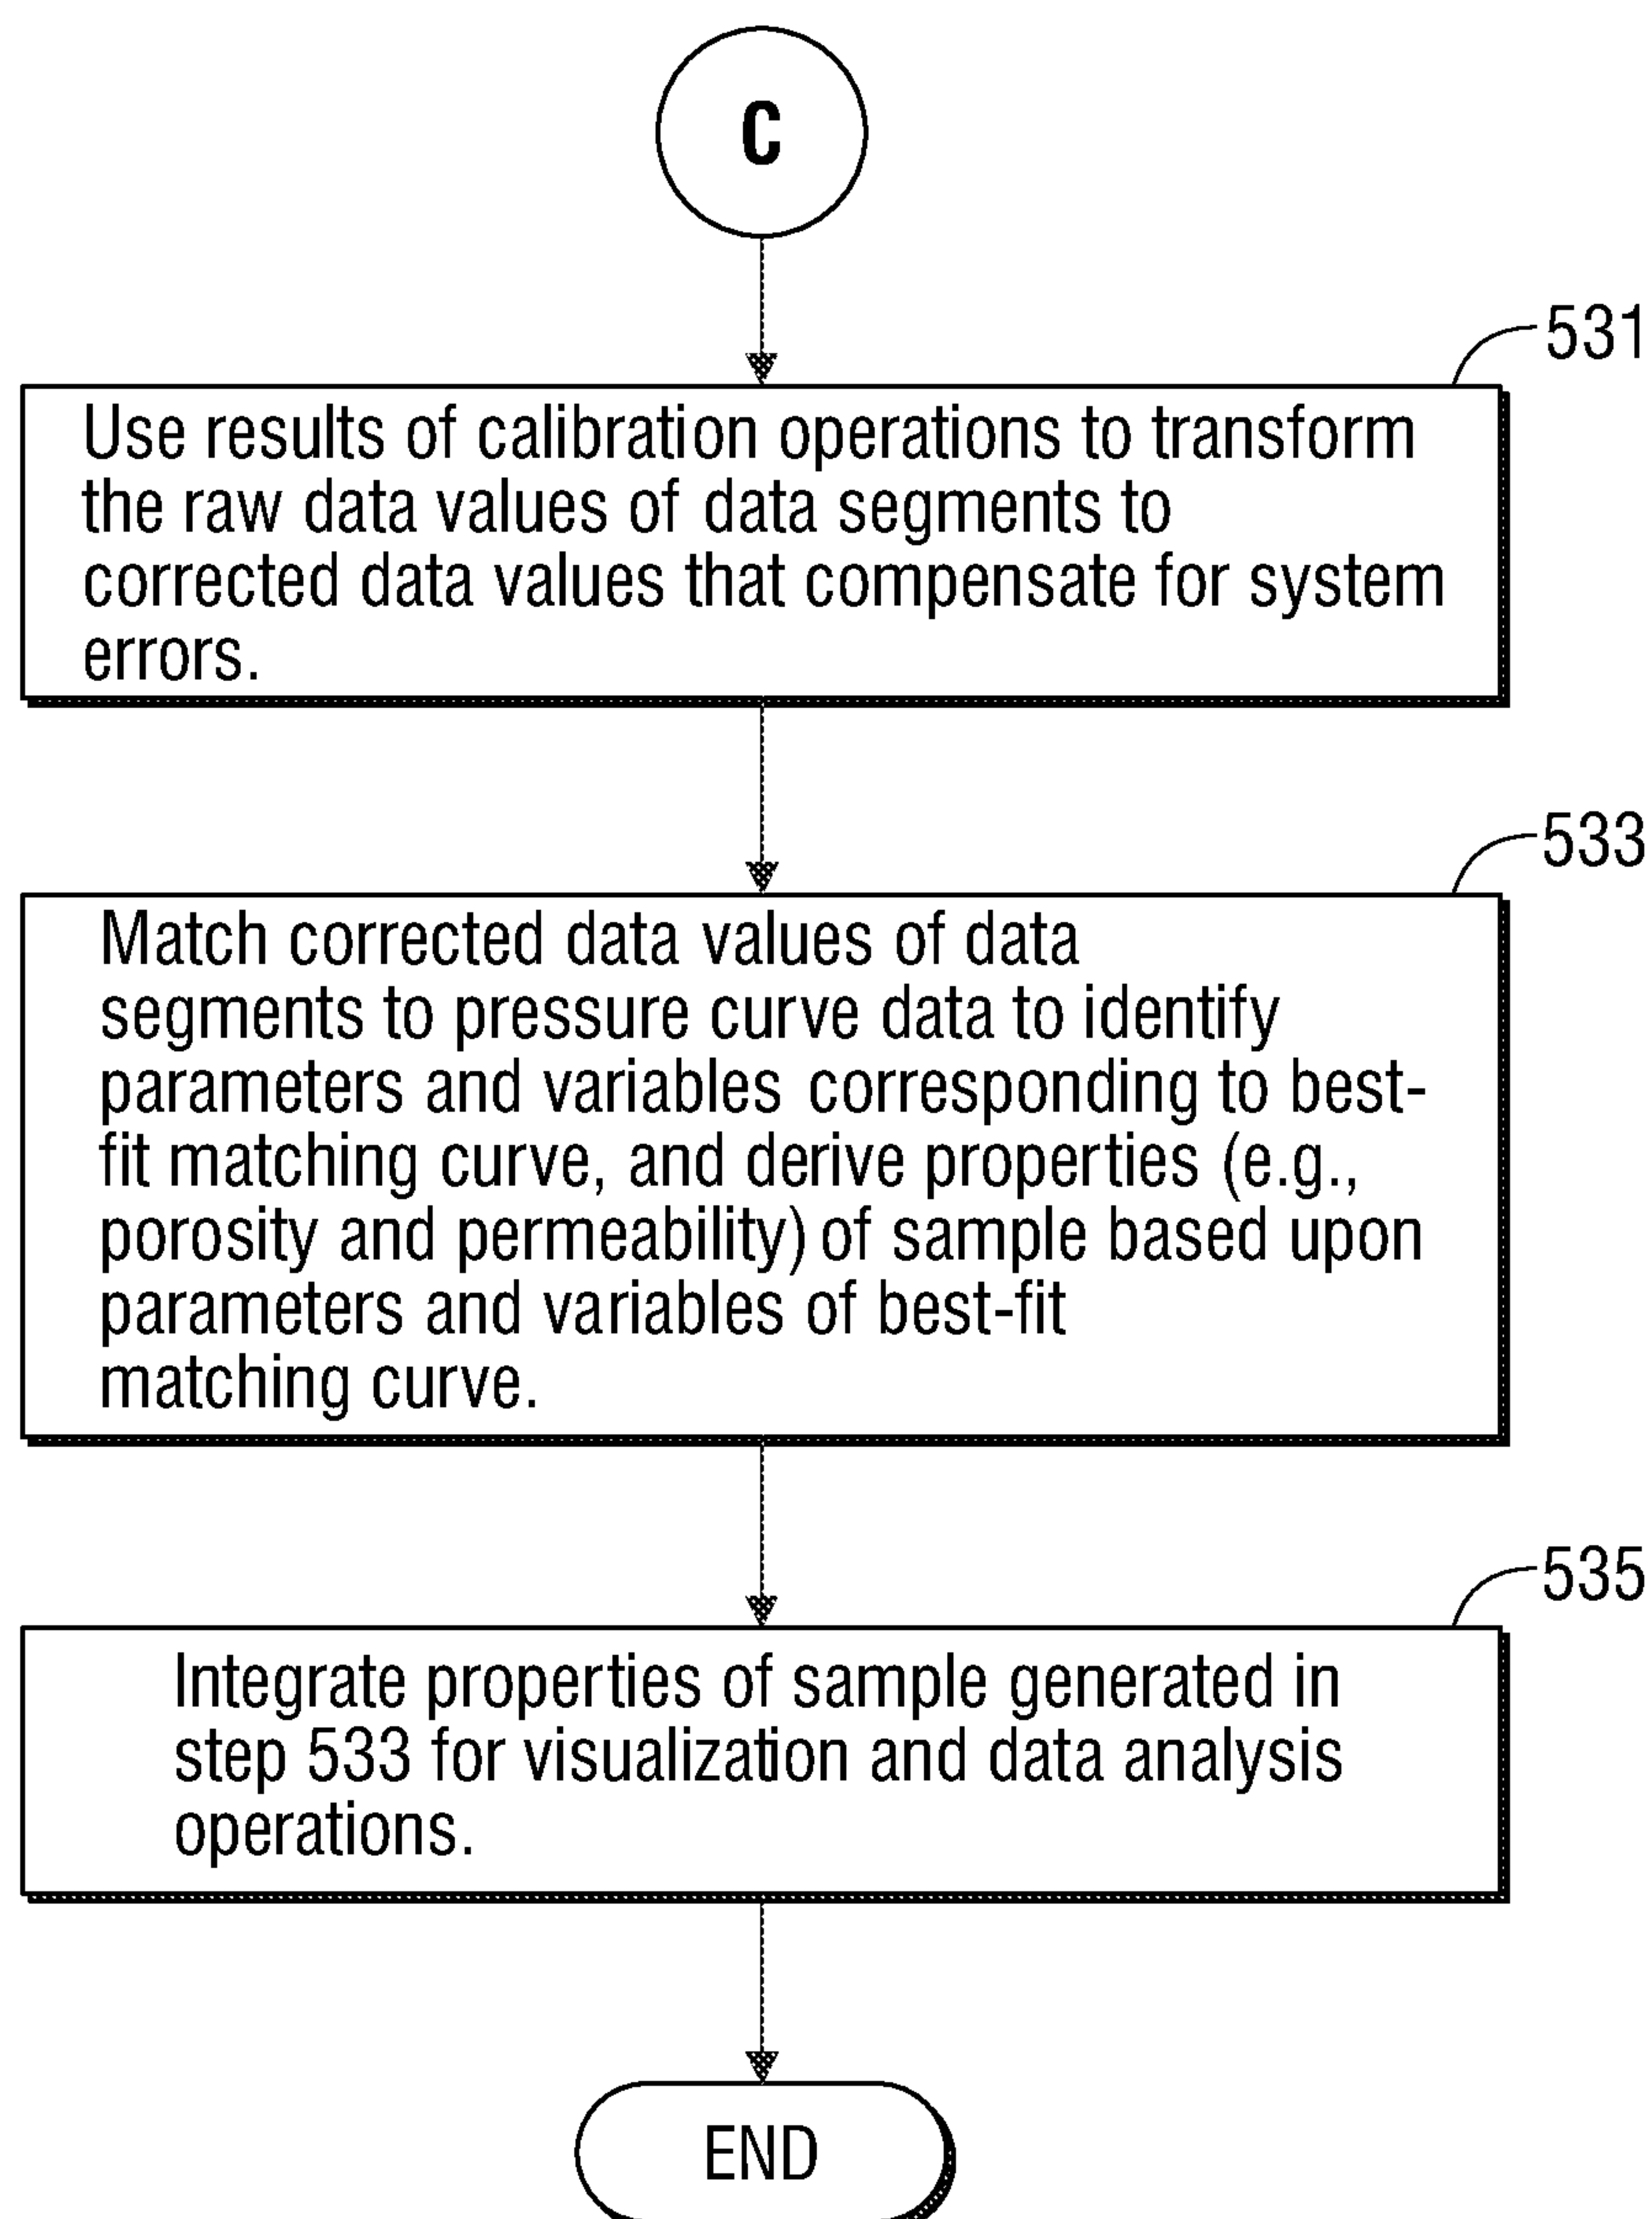 C
531
Use results of calibration operations to transform
the raw data values of data segments to
corrected data values that compensate for system
errors.
533
Match corrected data values of data
segments to pressure curve data to identify
parameters and variables corresponding to best-
fit matching curve, and derive properties (e.g.,
porosity and permeability) of sample based upon
parameters and variables of best-fit
matching curve.
535
Integrate properties of sample generated in
step 533 for visualization and data analysis
operations.
END